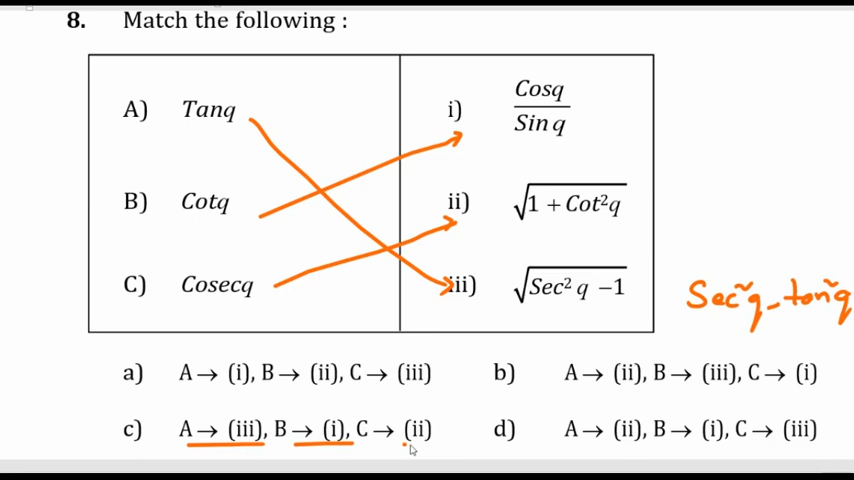 8. Match the following :
A) Tanq i) Cosq / Sin q
B) Cotq ii) √1 + Cot²q
C) Cosecq iii) √Sec² q −1
Sec²q - tan²q
a) A→ (i), B→ (ii), C→ (iii) b) A→ (ii), B→ (iii), C→ (i)
c) A→ (iii), B → (i), C→ (ii) d) A→ (ii), B→ (i), C→ (iii)